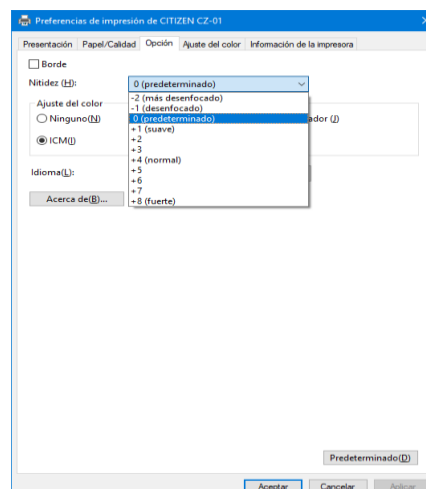 Preferencias de impresión de CITIZEN CZ-01
Presentación Papel/Calidad Opción Ajuste del color Información de la impresora
Borde
Nitidez (H): 0 (predeterminado)
-2 (más desenfocado)
-1 (desenfocado)
0 (predeterminado)
+1 (suave)
+2
+3
+4 (normal)
+5
+6
+7
+8 (fuerte)
Ajuste del color
Ninguno(N) ador (J)
ICM(I)
Idioma(L):
Acerca de(B)...
Predeterminado(D)
Aceptar Cancelar Aplicar